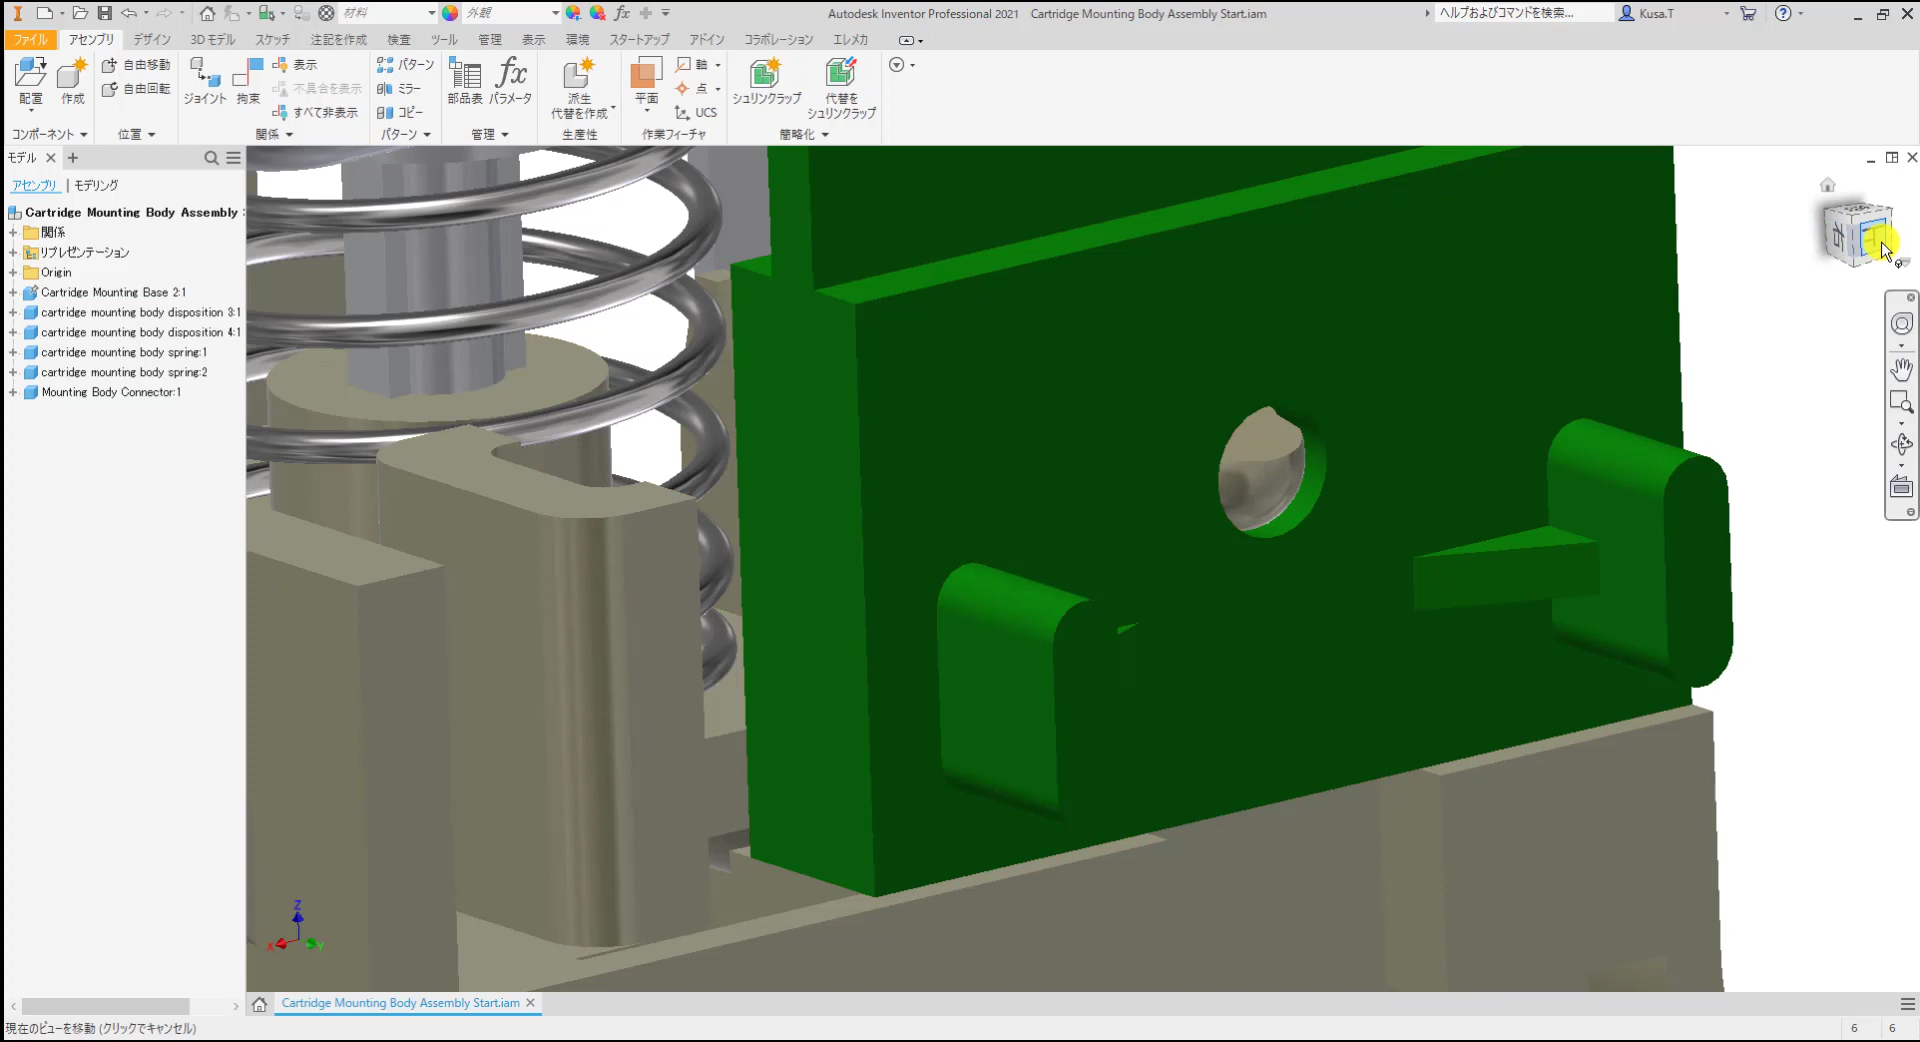 材料
外観
fx
Autodesk Inventor Professional 2021 Cartridge Mounting Body Assembly Start.iam
ヘルプおよびコマンドを検索...
Kusa.T
ファイル
アセンブリ
デザイン
3D モデル
スケッチ
注記を作成
検査
ツール
管理
表示
環境
スタートアップ
アドイン
コラボレーション
エレメカ
配置
作成
自由移動
自由回転
ジョイント
拘束
表示
不具合を表示
すべて非表示
パターン
ミラー
コピー
部品表
fx
パラメータ
派生
代替を作成
平面
軸
点
UCS
シュリンクラップ
代替を
シュリンクラップ
コンポーネント
位置
関係
パターン
管理
生産性
作業フィーチャ
簡略化
モデル
アセンブリ
モデリング
Cartridge Mounting Body Assembly :
関係
リプレゼンテーション
Origin
Cartridge Mounting Base 2:1
cartridge mounting body disposition 3:1
cartridge mounting body disposition 4:1
cartridge mounting body spring:1
cartridge mounting body spring:2
Mounting Body Connector:1
Z
X
Y
Cartridge Mounting Body Assembly Start.iam
現在のビューを移動 (クリックでキャンセル)
6
6